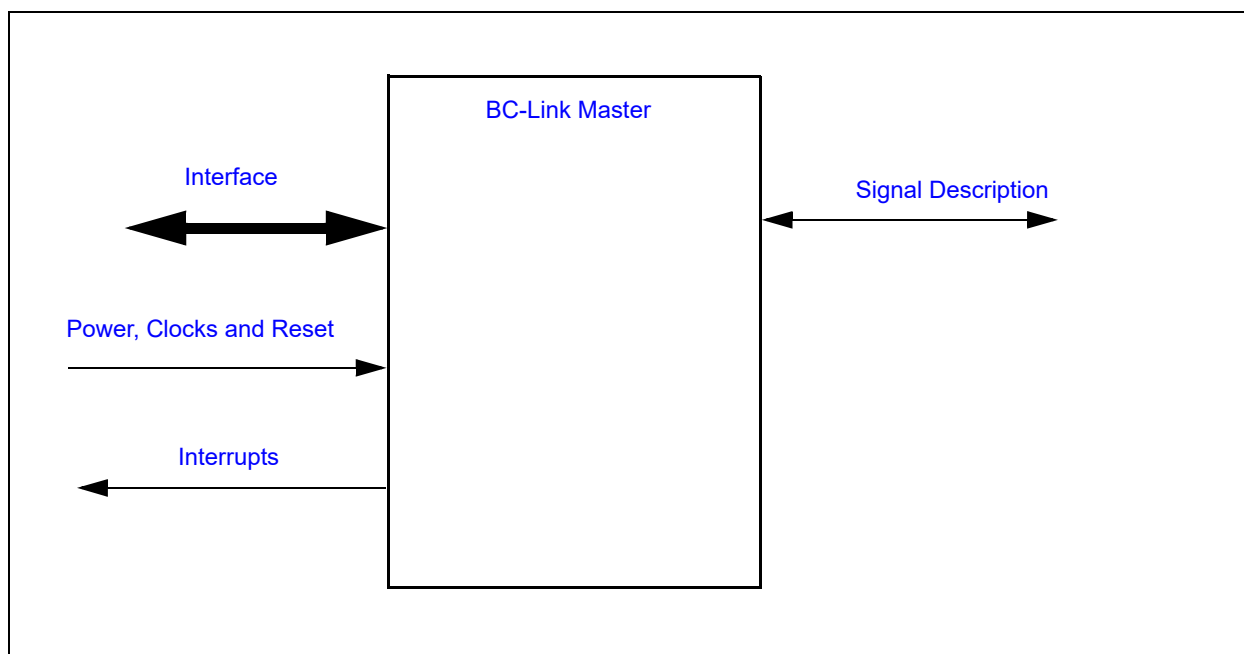 BC-Link Master
Interface
Signal Description
Power, Clocks and Reset
Interrupts